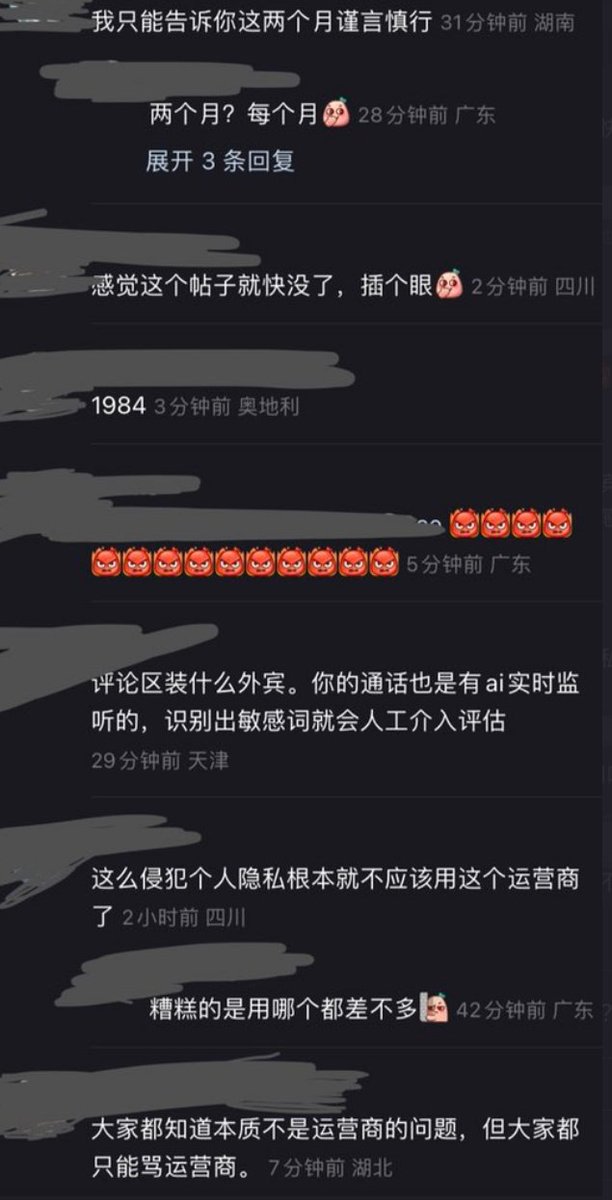 我只能告诉你这两个月谨言慎行 31分钟前 湖南
两个月？每个月 28分钟前 广东
展开 3 条回复
感觉这个帖子就快没了，插个眼 2分钟前 四川
1984 3分钟前 奥地利
5分钟前 广东
评论区装什么外宾。你的通话也是有ai实时监
听的，识别出敏感词就会人工介入评估
29分钟前 天津
这么侵犯个人隐私根本就不应该用这个运营商
了 2小时前 四川
糟糕的是用哪个都差不多 42分钟前 广东
大家都知道本质不是运营商的问题，但大家都
只能骂运营商。 7分钟前 湖北